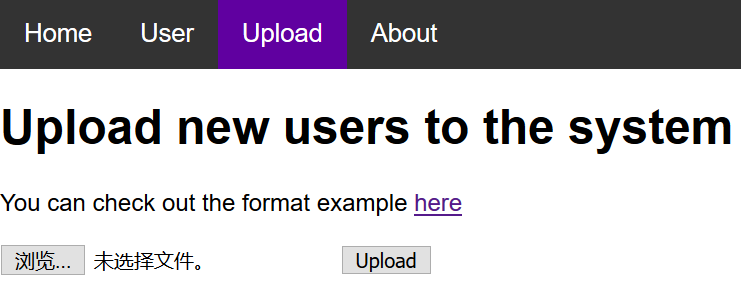 Home User Upload About
Upload new users to the system
You can check out the format example here
浏览... 未选择文件。 Upload